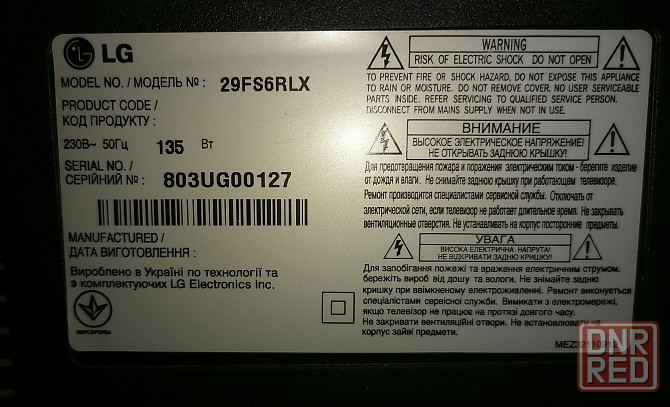 LG
MODEL NO. / МОДЕЛЬ № : 29FS6RLX
PRODUCT CODE /
КОД ПРОДУКТУ :
230В~ 50Гц 135 Вт
SERIAL NO. /
СЕРІЙНИЙ № : 803UG00127
MANUFACTURED /
ДАТА ВИГОТОВЛЕННЯ :
Вироблено в Україні по технології та
з комплектуючих LG Electronics Inc.
УКРСЕРТПРОБА
WARNING
RISK OF ELECTRIC SHOCK DO NOT OPEN
TO PREVENT FIRE OR SHOCK HAZARD, DO NOT EXPOSE THIS APPLIANCE
TO RAIN OR MOISTURE. DO NOT REMOVE COVER. NO USER SERVICEABLE
PARTS INSIDE. REFER SERVICING TO QUALIFIED SERVICE PERSON.
DISCONNECT FROM MAINS SUPPLY WHEN NOT IN USE.
ВНИМАНИЕ
ВЫСОКОЕ ЭЛЕКТРИЧЕСКОЕ НАПРЯЖЕНИЕ!
НЕ ОТКРЫВАТЬ ЗАДНЮЮ КРЫШКУ!
Для предотвращения пожара и поражения электрическим током - берегите изделие
от дождя и влаги. Не снимайте заднюю крышку при работающем телевизоре.
Ремонт производится специалистами сервисной службы. Отключать от
электрической сети, если телевизор не работает длительное время. Не закрывать
вентиляционные отверстия. Не устанавливать на корпус посторонние предметы.
УВАГА
ВИСОКА ЕЛЕКТРИЧНА НАПРУГА!
НЕ ВІДКРИВАТИ ЗАДНЮ КРИШКУ!
Для запобігання пожежі та враження електричним струмом.
бережіть виріб від дошу та вологи. Не знімайте задню
кришку при ввімкненому електроживленні. Ремонт виконується
спеціалістами сервісної служби. Вимикати з електромережі,
якщо телевізор не працює на протязі довгого часу.
Не закривати вентиляційні отвори. Не встановлювати на
корпус посторонні предмети.
DNR
RED